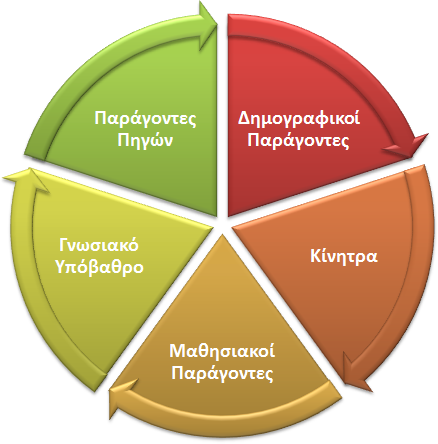 Παράγοντες
Πηγών
Δημογραφικοί
Παράγοντες
Γνωσιακό
Υπόβαθρο
Κίνητρα
Μαθησιακοί
Παράγοντες